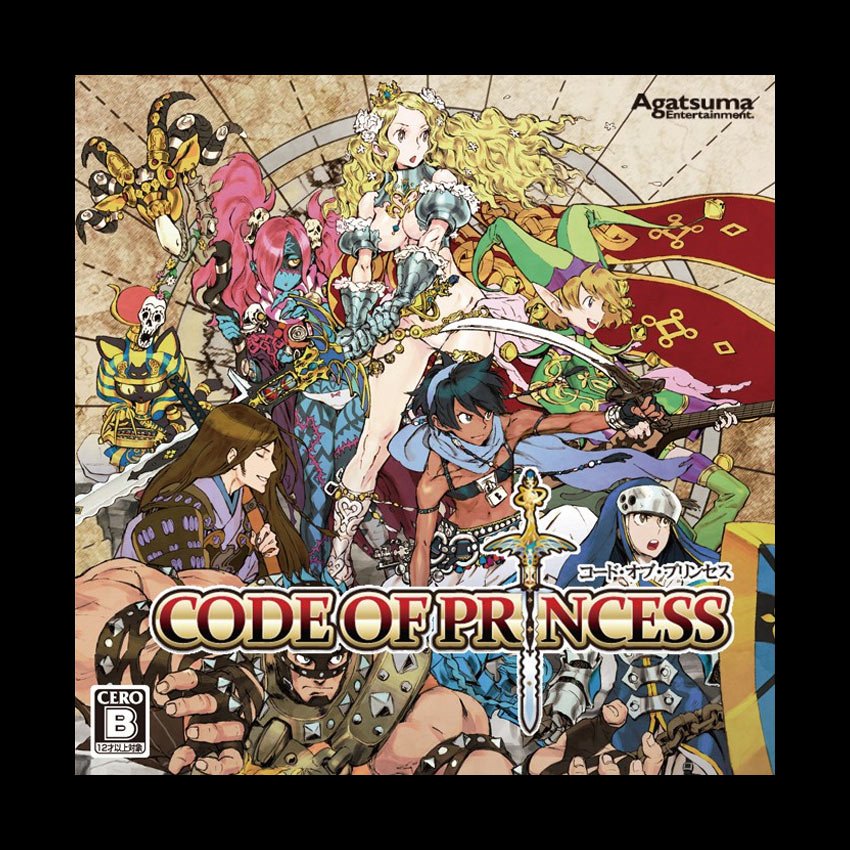 Agatsuma
Entertainment.
コード・オブ・プリンセス
CODE OF PRINCESS
CERO
B
12才以上対象